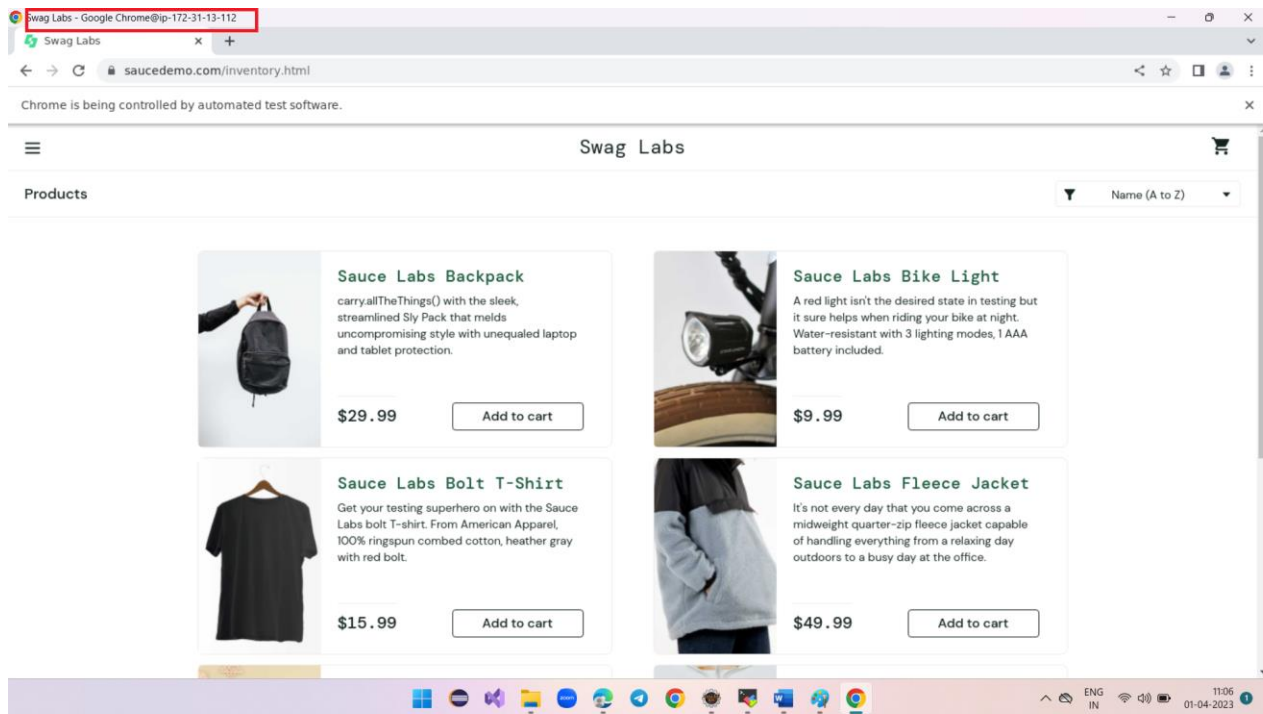 Swag Labs - Google Chrome@ip-172-31-13-112
Swag Labs
saucedemo.com/inventory.html
Chrome is being controlled by automated test software.
Swag Labs
Products
Name (A to Z)
Sauce Labs Backpack
carry.allTheThings() with the sleek,
streamlined Sly Pack that melds
uncompromising style with unequaled laptop
and tablet protection.
$29.99
Add to cart
Sauce Labs Bike Light
A red light isn't the desired state in testing but
it sure helps when riding your bike at night.
Water-resistant with 3 lighting modes, 1 AAA
battery included.
$9.99
Add to cart
Sauce Labs Bolt T-Shirt
Get your testing superhero on with the Sauce
Labs bolt T-shirt. From American Apparel,
100% ringspun combed cotton, heather gray
with red bolt.
$15.99
Add to cart
Sauce Labs Fleece Jacket
It's not every day that you come across a
midweight quarter-zip fleece jacket capable
of handling everything from a relaxing day
outdoors to a busy day at the office.
$49.99
Add to cart
zoom
ENG
IN
11:06
01-04-2023
1